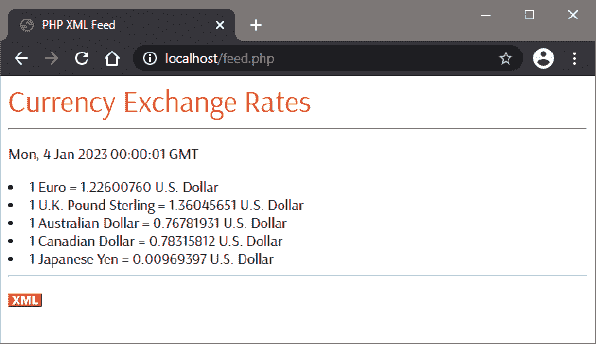 PHP XML Feed
localhost/feed.php
Currency Exchange Rates
Mon, 4 Jan 2023 00:00:01 GMT
1 Euro = 1.22600760 U.S. Dollar
1 U.K. Pound Sterling = 1.36045651 U.S. Dollar
1 Australian Dollar = 0.76781931 U.S. Dollar
1 Canadian Dollar = 0.78315812 U.S. Dollar
1 Japanese Yen = 0.00969397 U.S. Dollar
XML